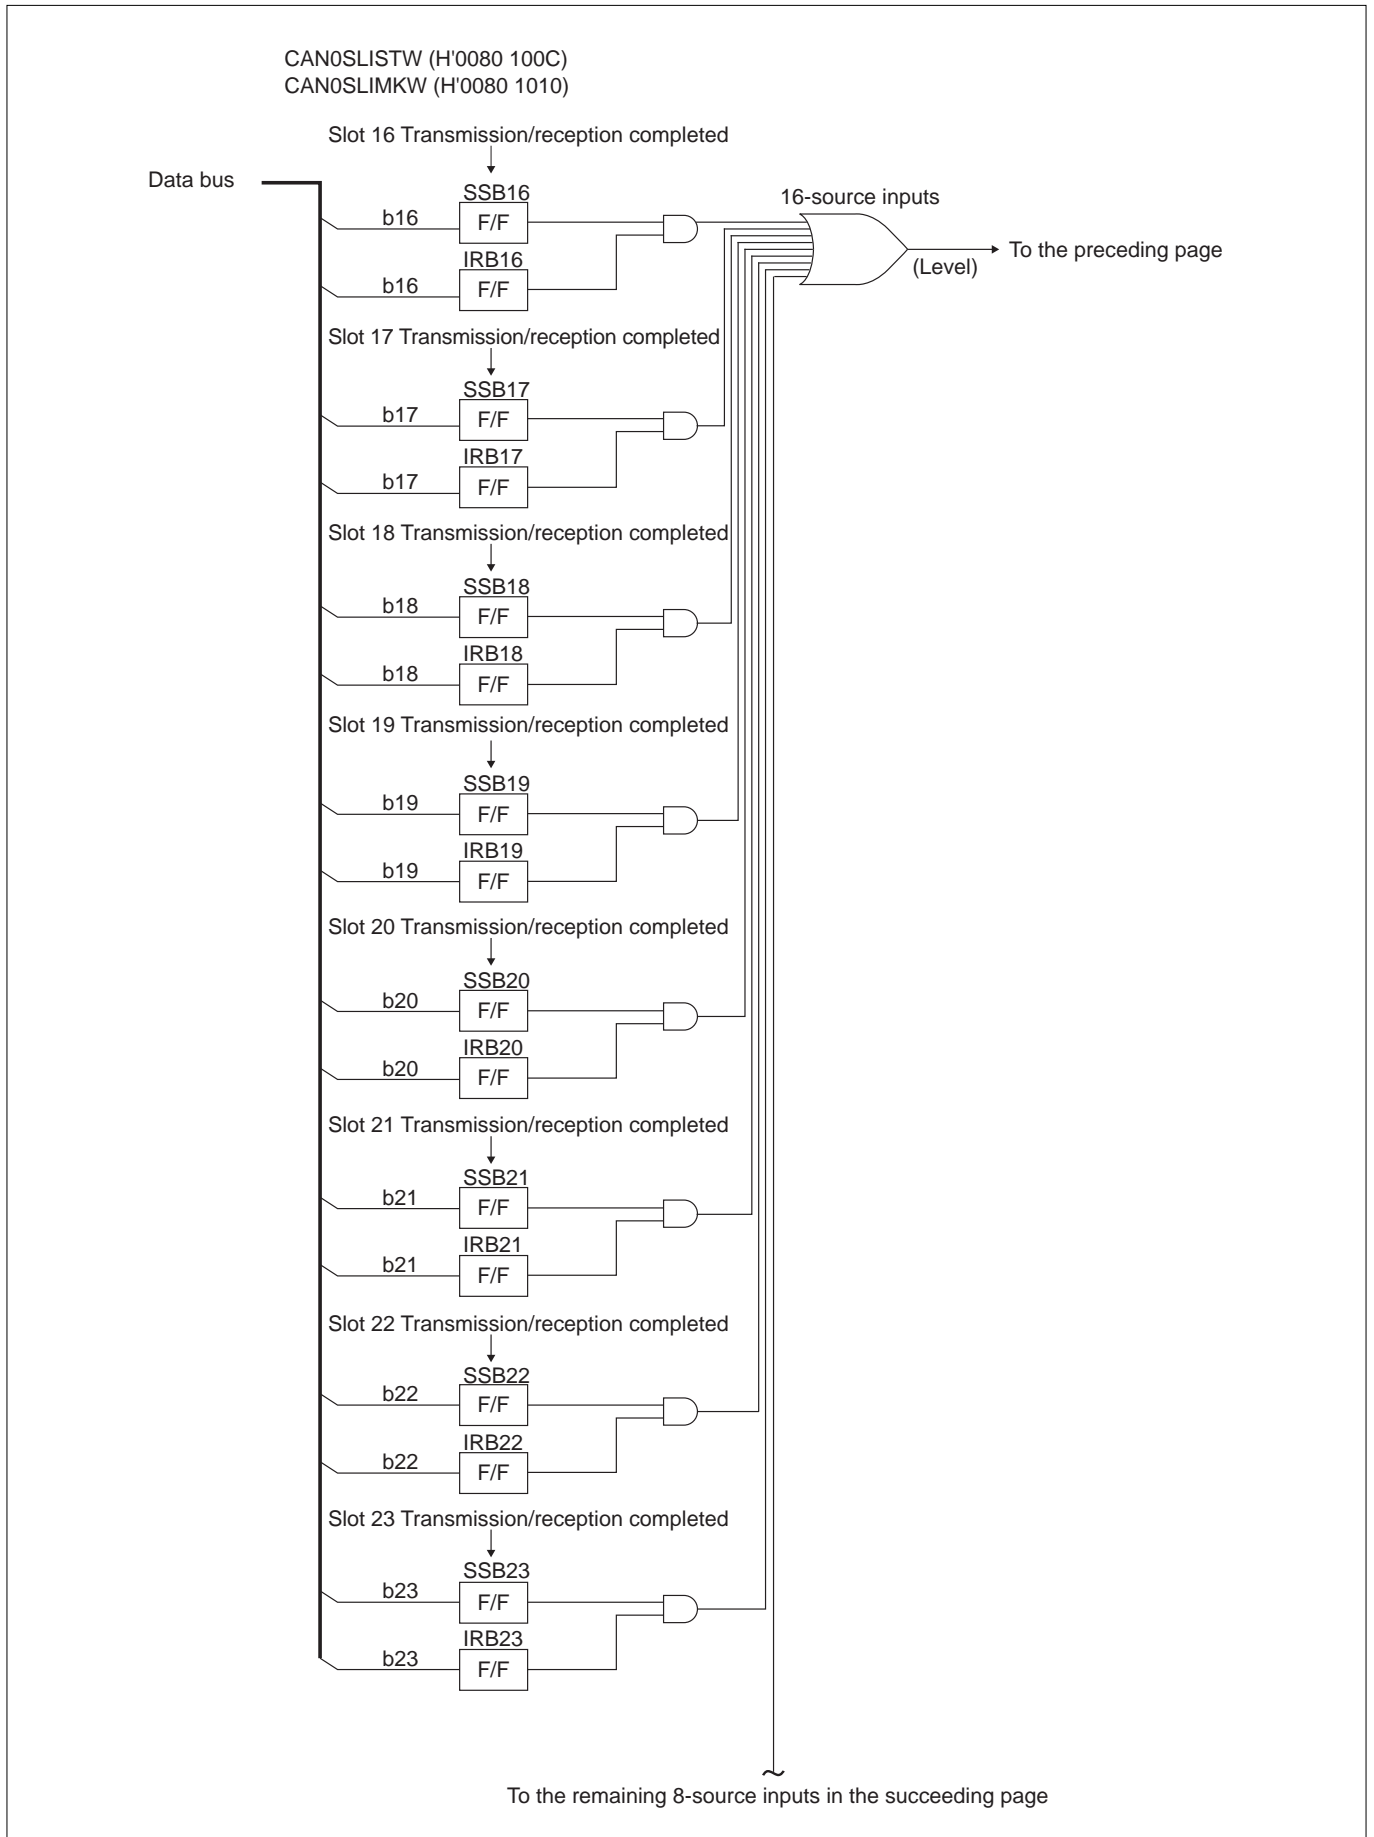 CAN0SLISTW (H'0080 100C)
CAN0SLIMKW (H'0080 1010)
Slot 16 Transmission/reception completed
Data bus
SSB16
16-source inputs
b16
F/F
To the preceding page
IRB16
(Level)
b16
F/F
Slot 17 Transmission/reception completed
SSB17
b17
F/F
IRB17
b17
F/F
Slot 18 Transmission/reception completed
SSB18
b18
F/F
IRB18
b18
F/F
Slot 19 Transmission/reception completed
SSB19
b19
F/F
IRB19
b19
F/F
Slot 20 Transmission/reception completed
SSB20
b20
F/F
IRB20
b20
F/F
Slot 21 Transmission/reception completed
SSB21
b21
F/F
IRB21
b21
F/F
Slot 22 Transmission/reception completed
SSB22
b22
F/F
IRB22
b22
F/F
Slot 23 Transmission/reception completed
SSB23
b23
F/F
IRB23
b23
F/F
To the remaining 8-source inputs in the succeeding page